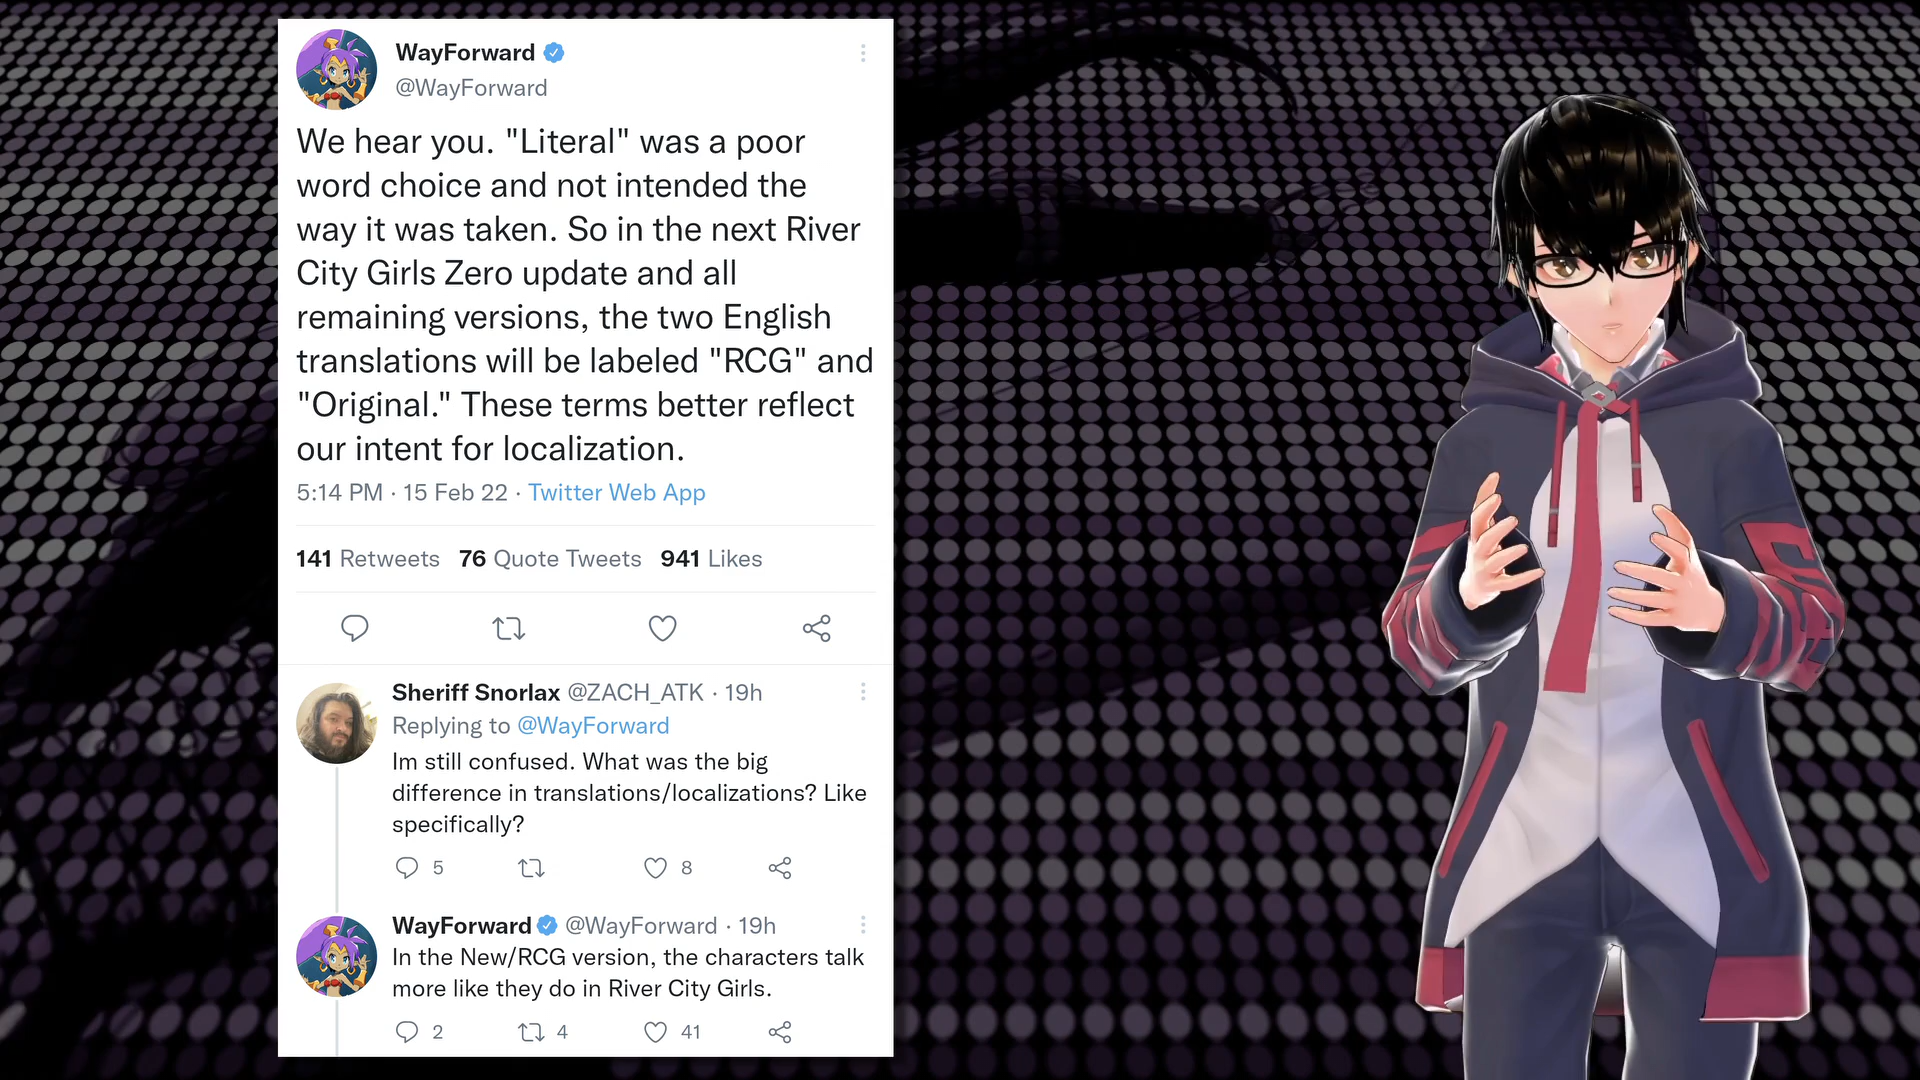 WayForward
@WayForward
We hear you. "Literal" was a poor
word choice and not intended the
way it was taken. So in the next River
City Girls Zero update and all
remaining versions, the two English
translations will be labeled "RCG" and
"Original." These terms better reflect
our intent for localization.
5:14 PM · 15 Feb 22 · Twitter Web App
141 Retweets 76 Quote Tweets 941 Likes
Sheriff Snorlax @ZACH_ATK · 19h
Replying to @WayForward
Im still confused. What was the big
difference in translations/localizations? Like
specifically?
5 8
WayForward @WayForward · 19h
In the New/RCG version, the characters talk
more like they do in River City Girls.
2 4 41